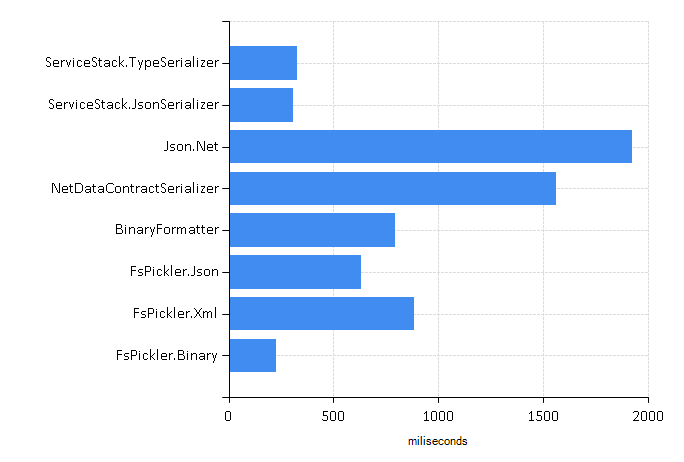 ServiceStack.TypeSerializer
ServiceStack.JsonSerializer
Json.Net
NetDataContractSerializer
BinaryFormatter
FsPickler.Json
FsPickler.Xml
FsPickler.Binary
0 500 1000 1500 2000
miliseconds